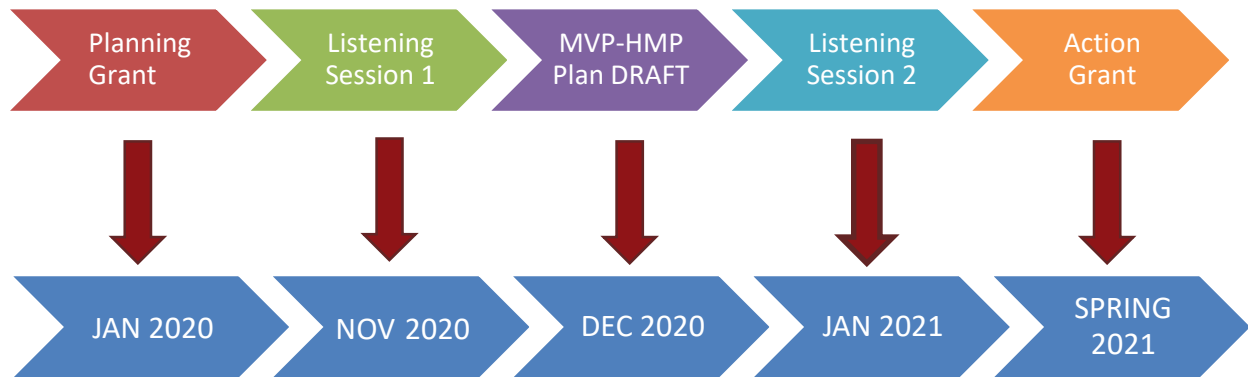 Planning
Grant
Listening
Session 1
MVP-HMP
Plan DRAFT
Listening
Session 2
Action
Grant
JAN 2020
NOV 2020
DEC 2020
JAN 2021
SPRING
2021